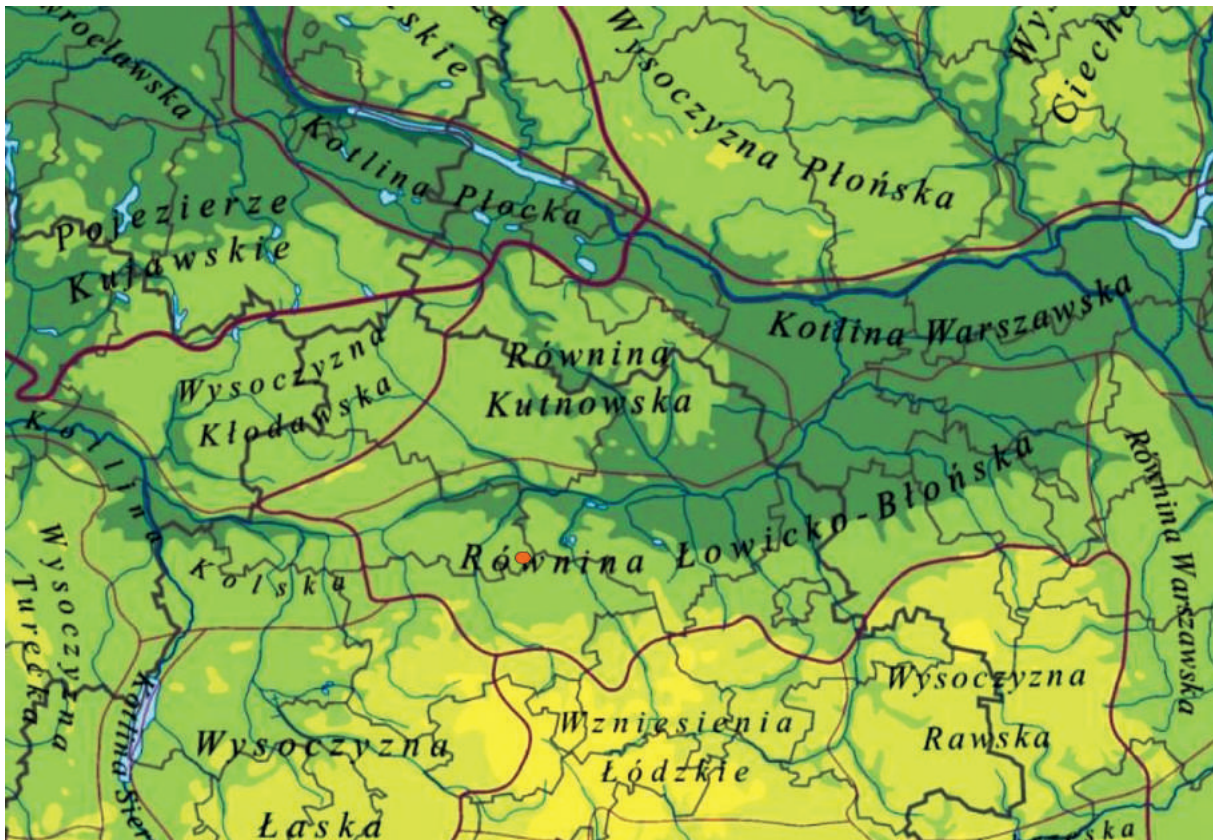 skie
Wysoczyzna Płońska
Kotlina Płocka
Pojezierze
Kujawskie
Kotlina Warszawska
Równina
Kutnowska
Wysoczyzna
Kłodawska
Kotlina
Kolska
Równina Łowicko-Błońska
Równina Warszawska
Wysoczyzna
Turecka
Wysoczyzna
Rawska
Wzniesienia
Łódzkie
Wysoczyzna
Łaska